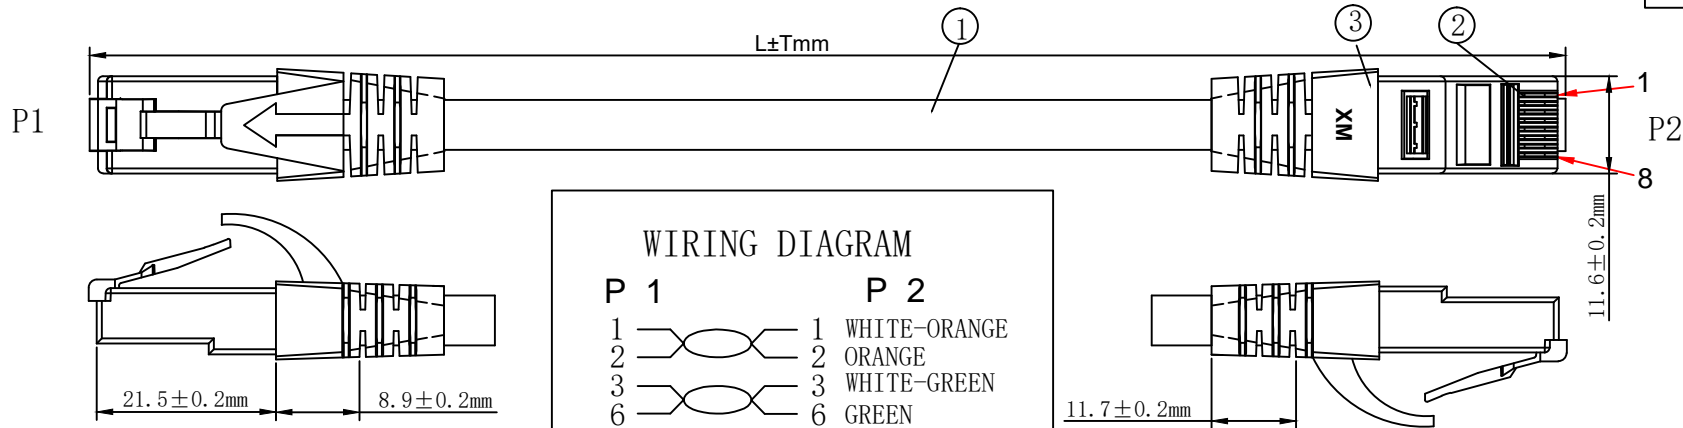 L±Tmm
1
3
2
P1
XM
1
P2
8
11.6±0.2mm
WIRING DIAGRAM
P 1 P 2
1 1 WHITE-ORANGE
2 2 ORANGE
3 3 WHITE-GREEN
6 6 GREEN
21.5±0.2mm
8.9±0.2mm
11.7±0.2mm